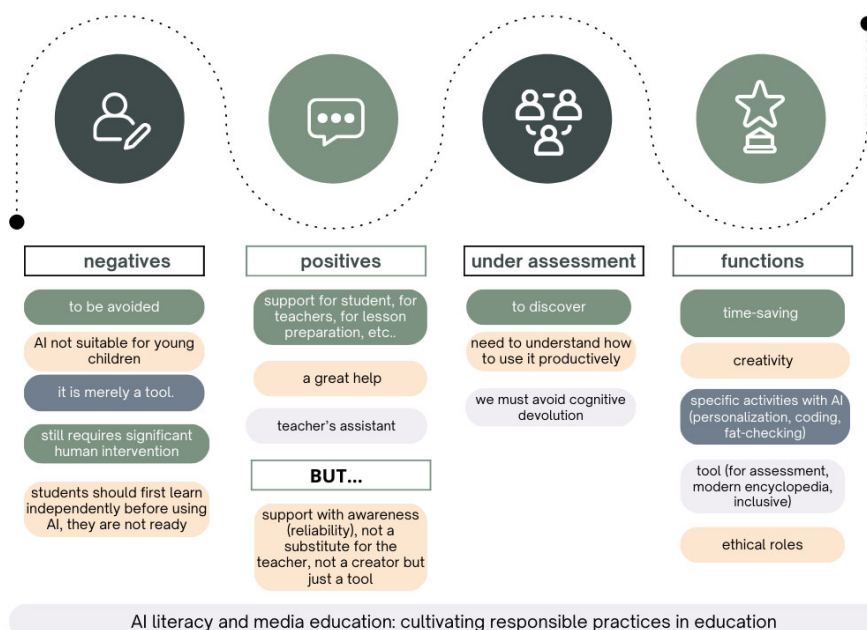 negatives
to be avoided
AI not suitable for young
children
it is merely a tool.
still requires significant
human intervention
students should first learn
independently before using
AI, they are not ready
positives
support for student, for
teachers, for lesson
preparation, etc..
a great help
teacher's assistant
BUT...
support with awareness
(reliability), not a
substitute for the
teacher, not a creator but
just a tool
under assessment
to discover
need to understand how
to use it productively
we must avoid cognitive
devolution
functions
time-saving
creativity
specific activities with AI
(personalization, coding,
fat-checking)
tool (for assessment,
modern encyclopedia,
inclusive)
ethical roles
AI literacy and media education: cultivating responsible practices in education